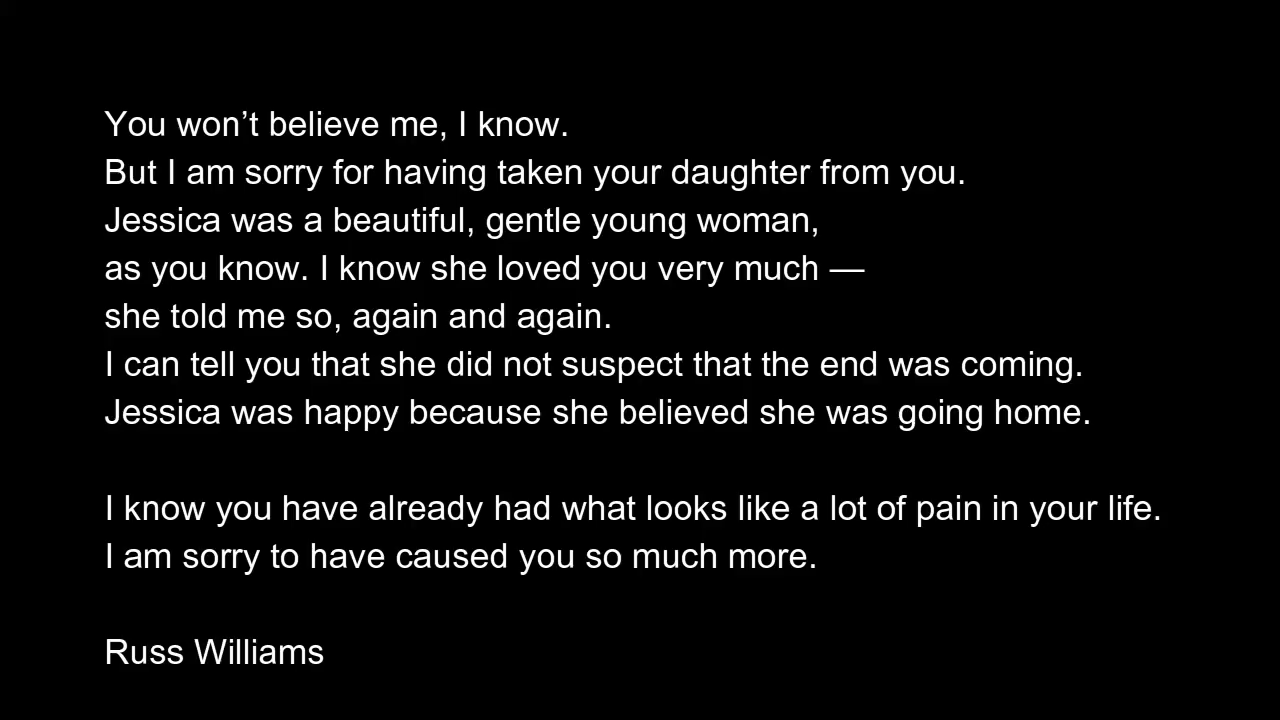 You won’t believe me, I know.
But I am sorry for having taken your daughter from you.
Jessica was a beautiful, gentle young woman,
as you know. I know she loved you very much —
she told me so, again and again.
I can tell you that she did not suspect that the end was coming.
Jessica was happy because she believed she was going home.
I know you have already had what looks like a lot of pain in your life.
I am sorry to have caused you so much more.
Russ Williams